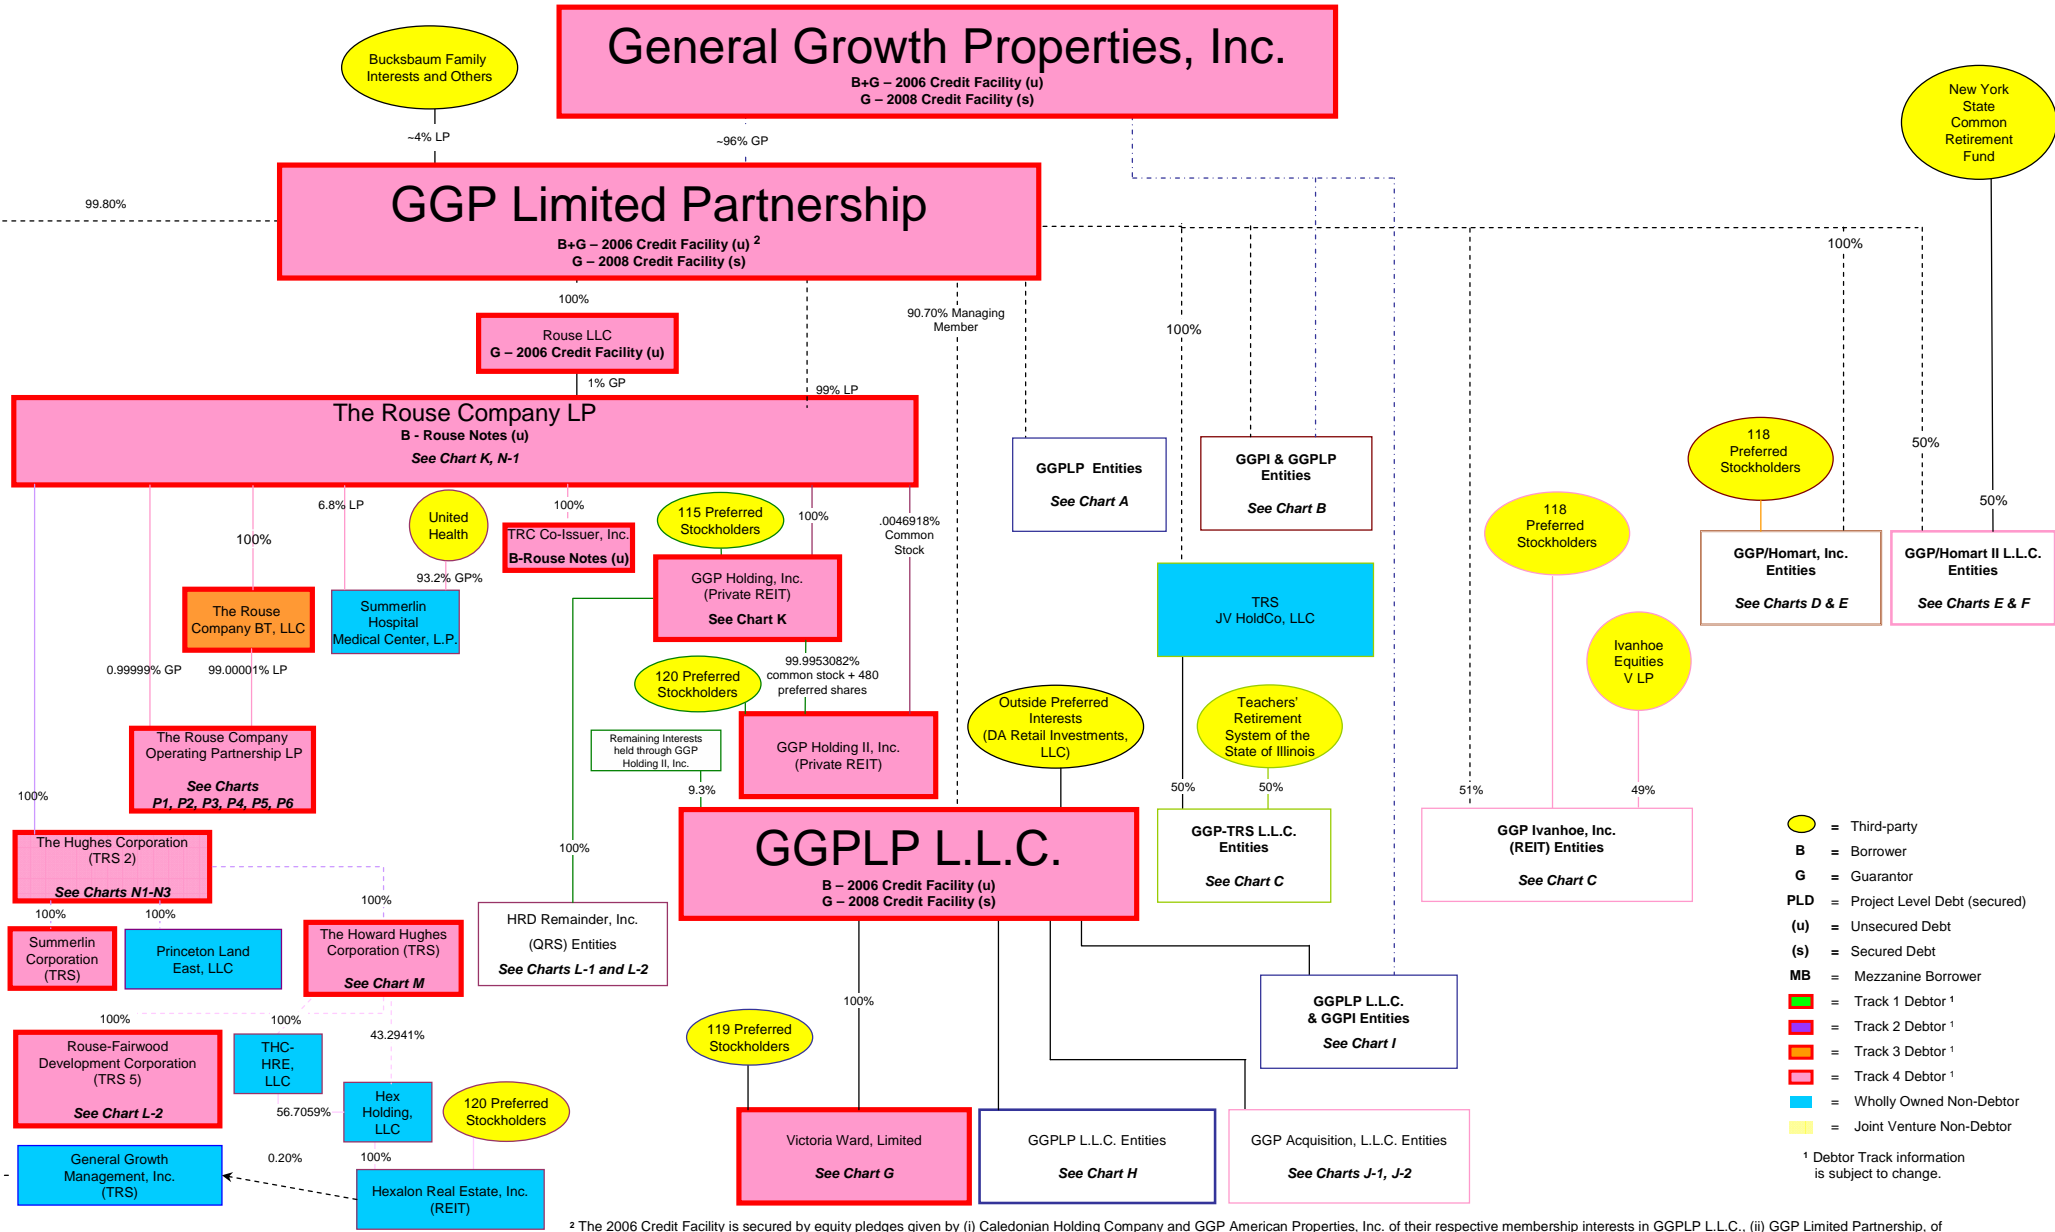 General Growth Properties, Inc.
B+G – 2006 Credit Facility (u)
G – 2008 Credit Facility (s)
Bucksbaum Family
Interests and Others
New York
State
Common
Retirement
Fund
~4% LP
~96% GP
GGP Limited Partnership
B+G – 2006 Credit Facility (u) 2
G – 2008 Credit Facility (s)
99.80%
100%
100%
90.70% Managing
Member
100%
Rouse LLC
G – 2006 Credit Facility (u)
1% GP
99% LP
The Rouse Company LP
B - Rouse Notes (u)
See Chart K, N-1
GGPLP Entities
See Chart A
GGPI & GGPLP
Entities
See Chart B
118
Preferred
Stockholders
50%
50%
118
Preferred
Stockholders
GGP/Homart, Inc.
Entities
See Charts D & E
GGP/Homart II L.L.C.
Entities
See Charts E & F
6.8% LP
United
Health
93.2% GP%
100%
100%
TRC Co-Issuer, Inc.
B-Rouse Notes (u)
115 Preferred
Stockholders
100%
.0046918%
Common
Stock
GGP Holding, Inc.
(Private REIT)
See Chart K
The Rouse
Company BT, LLC
Summerlin
Hospital
Medical Center, L.P.
TRS
JV HoldCo, LLC
Ivanhoe
Equities
V LP
0.99999% GP
99.00001% LP
120 Preferred
Stockholders
99.9953082%
common stock + 480
preferred shares
Outside Preferred
Interests
(DA Retail Investments,
LLC)
Teachers'
Retirement
System of the
State of Illinois
The Rouse Company
Operating Partnership LP
See Charts
P1, P2, P3, P4, P5, P6
Remaining Interests
held through GGP
Holding II, Inc.
GGP Holding II, Inc.
(Private REIT)
9.3%
50%
50%
51%
49%
100%
The Hughes Corporation
(TRS 2)
See Charts N1-N3
100%
GGPLP L.L.C.
B – 2006 Credit Facility (u)
G – 2008 Credit Facility (s)
GGP-TRS L.L.C.
Entities
See Chart C
GGP Ivanhoe, Inc.
(REIT) Entities
See Chart C
= Third-party
B = Borrower
G = Guarantor
PLD = Project Level Debt (secured)
(u) = Unsecured Debt
(s) = Secured Debt
MB = Mezzanine Borrower
= Track 1 Debtor 1
= Track 2 Debtor 1
= Track 3 Debtor 1
= Track 4 Debtor 1
= Wholly Owned Non-Debtor
= Joint Venture Non-Debtor
1 Debtor Track information
is subject to change.
100%
100%
100%
Summerlin
Corporation
(TRS)
Princeton Land
East, LLC
The Howard Hughes
Corporation (TRS)
See Chart M
HRD Remainder, Inc.
(QRS) Entities
See Charts L-1 and L-2
100%
GGPLP L.L.C.
& GGPI Entities
See Chart I
100%
100%
43.2941%
Rouse-Fairwood
Development Corporation
(TRS 5)
See Chart L-2
THC-
HRE,
LLC
56.7059%
Hex
Holding,
LLC
120 Preferred
Stockholders
119 Preferred
Stockholders
Victoria Ward, Limited
See Chart G
GGPLP L.L.C. Entities
See Chart H
GGP Acquisition, L.L.C. Entities
See Charts J-1, J-2
General Growth
Management, Inc.
(TRS)
0.20%
100%
Hexalon Real Estate, Inc.
(REIT)
2 The 2006 Credit Facility is secured by equity pledges given by (i) Caledonian Holding Company and GGP American Properties, Inc. of their respective membership interests in GGPLP L.L.C., (ii) GGP Limited Partnership, of